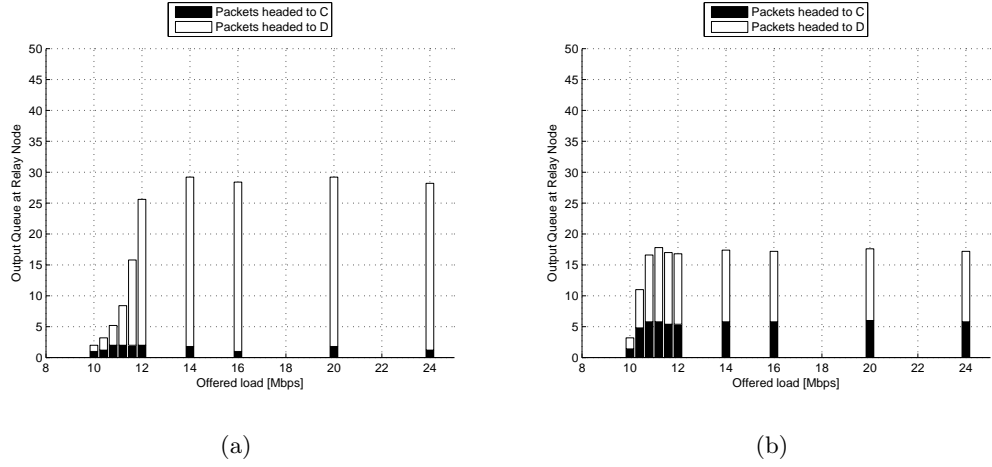 Packets headed to C
Packets headed to D
50
45
40
35
30
25
20
15
10
5
0
8 10 12 14 16 18 20 22 24
Output Queue at Relay Node
Offered load [Mbps]
(a)
Packets headed to C
Packets headed to D
50
45
40
35
30
25
20
15
10
5
0
8 10 12 14 16 18 20 22 24
Output Queue at Relay Node
Offered load [Mbps]
(b)